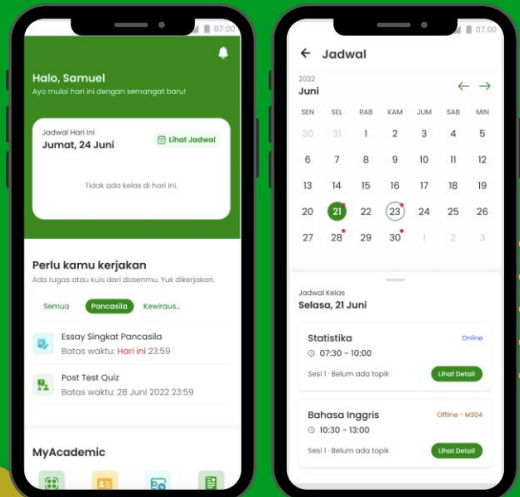 07:00
Halo, Samuel
Ayo mulai hari ini dengan semangat baru!
Jadwal Hari Ini
Jumat, 24 Juni
Lihat Jadwal
Tidak ada kelas di hari ini.
Perlu kamu kerjakan
Ada tugas atau kuis dari dosenmu. Yuk dikerjakan.
Semua Pancasila Kewiraus...
Essay Singkat Pancasila
Batas waktu: Hari ini 23:59
Post Test Quiz
Batas waktu: 28 Juni 2022 23:59
MyAcademic
07:00
Jadwal
2022
Juni
SEN SEL RAB KAM JUM SAB MIN
30 31 1 2 3 4 5
6 7 8 9 10 11 12
13 14 15 16 17 18 19
20 21 22 23 24 25 26
27 28 29 30 1 2 3
Jadwal Kelas
Selasa, 21 Juni
Statistika Online
07:30 - 10:00
Sesi 1 · Belum ada topik Lihat Detail
Bahasa Inggris Offline - M304
10:30 - 13:00
Sesi 1 · Belum ada topik Lihat Detail